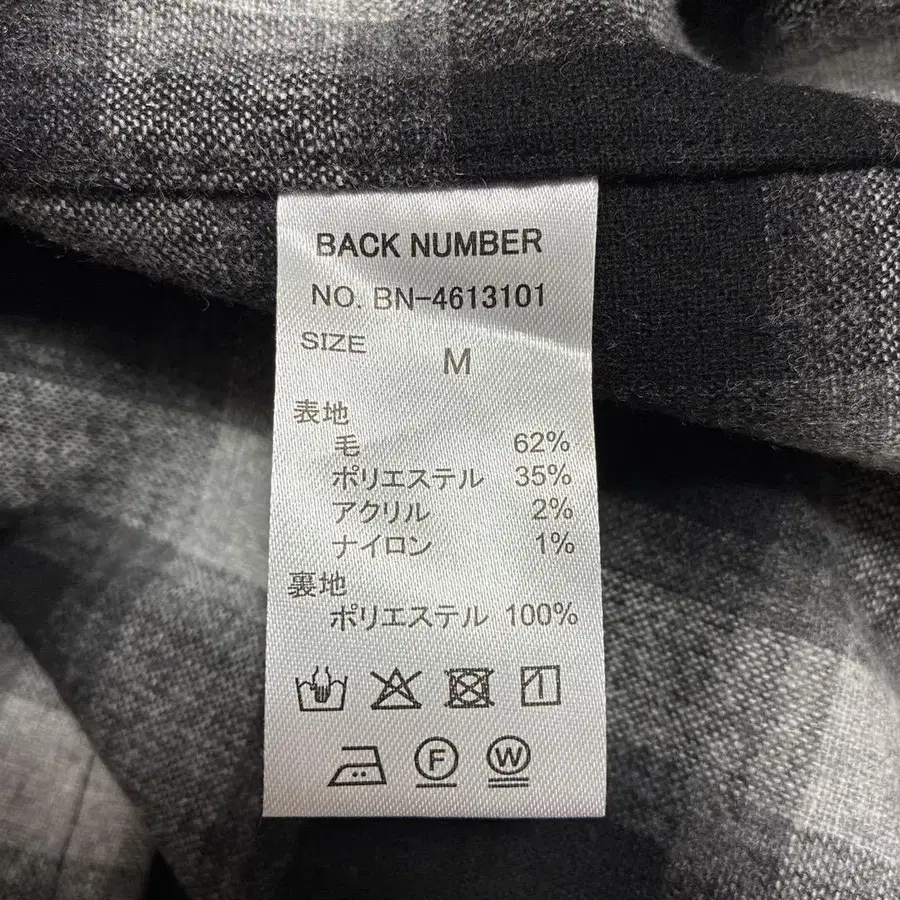 BACK NUMBER
NO. BN-4613101
SIZE M
表地
毛 62%
ポリエステル 35%
アクリル 2%
ナイロン 1%
裏地
ポリエステル 100%
F W